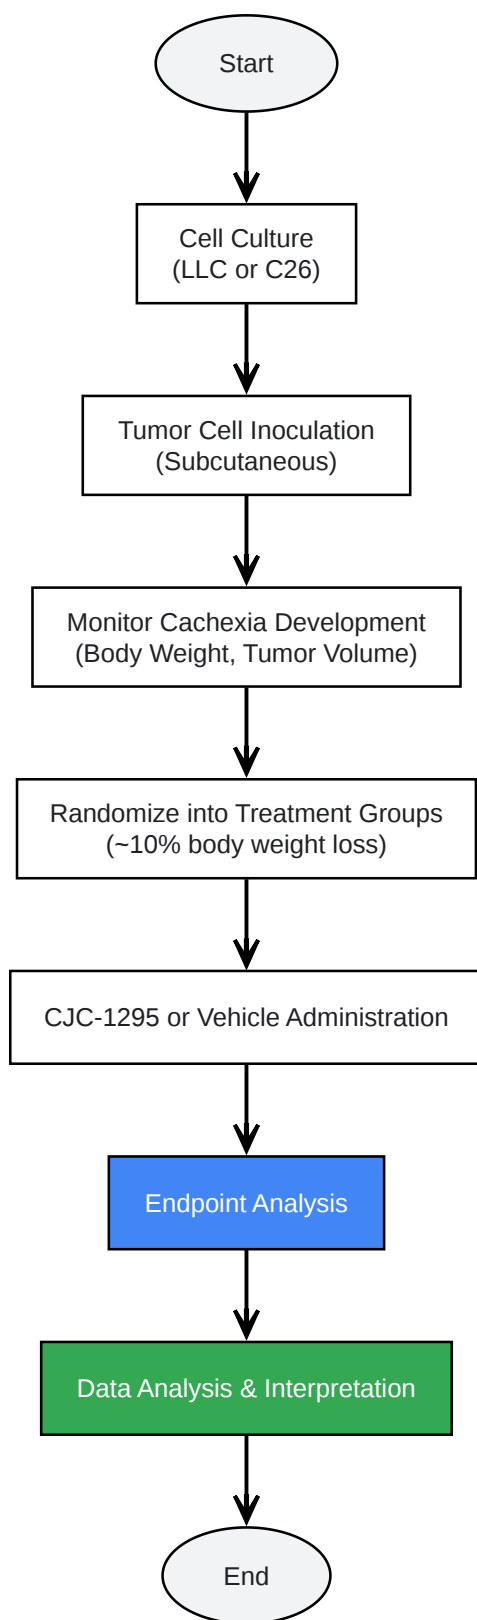 Start
Cell Culture
(LLC or C26)
Tumor Cell Inoculation
(Subcutaneous)
Monitor Cachexia Development
(Body Weight, Tumor Volume)
Randomize into Treatment Groups
(~10% body weight loss)
CJC-1295 or Vehicle Administration
Endpoint Analysis
Data Analysis & Interpretation
End